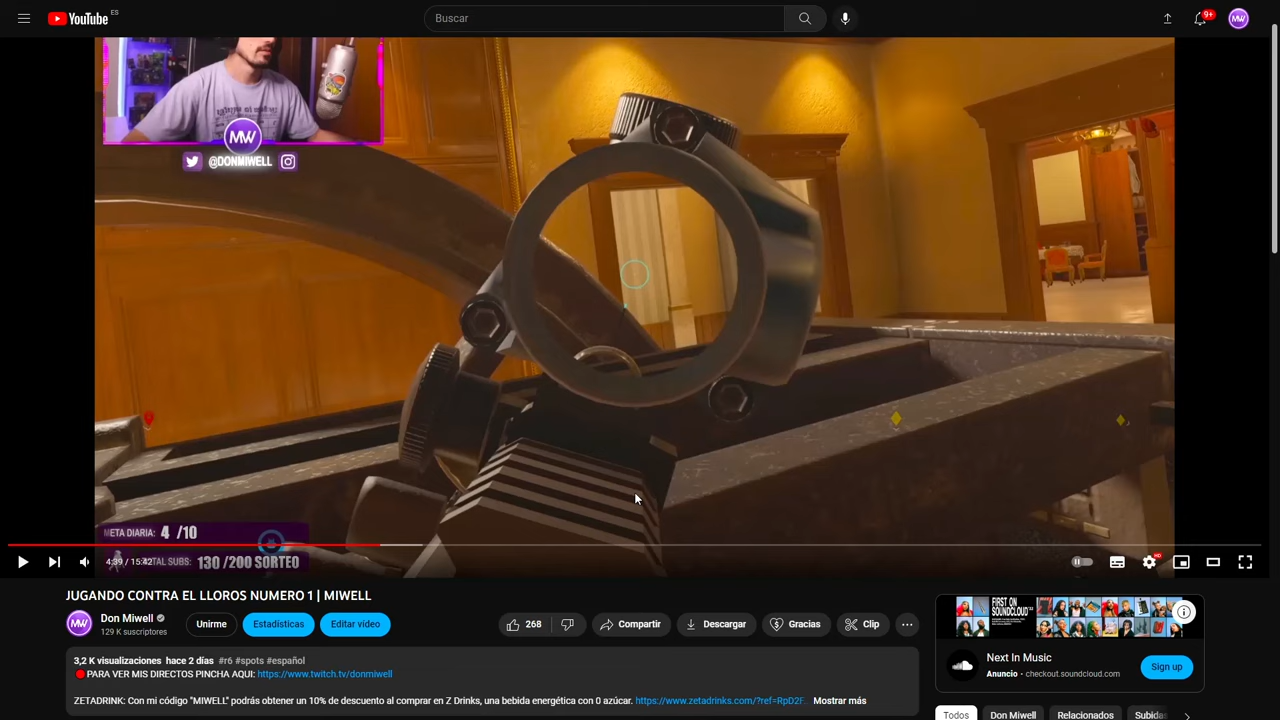 YouTube ES
Buscar
9+
MW
MW
@DONMIWELL
META DIARIA: 4 /10
130 /200 SORTEO
4:39 / 15:42
SUBS:
HD
JUGANDO CONTRA EL LLOROS NUMERO 1 | MIWELL
MW
Don Miwell
129 K suscriptores
Unirme
Estadísticas
Editar vídeo
268
Compartir
Descargar
Gracias
Clip
3,2 K visualizaciones hace 2 días #r6 #spots #español
PARA VER MIS DIRECTOS PINCHA AQUI: https://www.twitch.tv/donmiwell
ZETADRINK: Con mi código "MIWELL" podrás obtener un 10% de descuento al comprar en Z Drinks, una bebida energética con 0 azúcar. https://www.zetadrinks.com/?ref=RpD2F... Mostrar más
FIRST ON
SOUNDCLOUD
Next In Music
Anuncio • checkout.soundcloud.com
Sign up
Todos
Don Miwell
Relacionados
Subidas